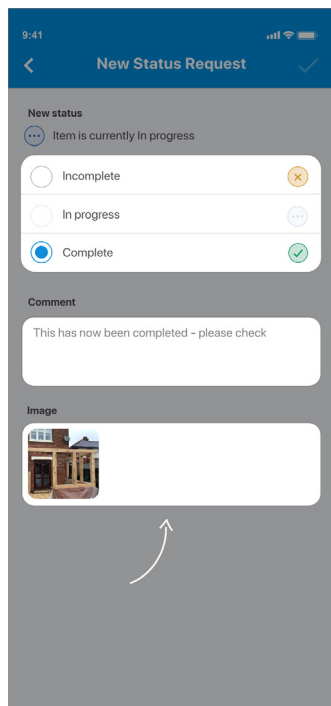 9:41
New Status Request
New status
Item is currently In progress
Incomplete
In progress
Complete
Comment
This has now been completed - please check
Image